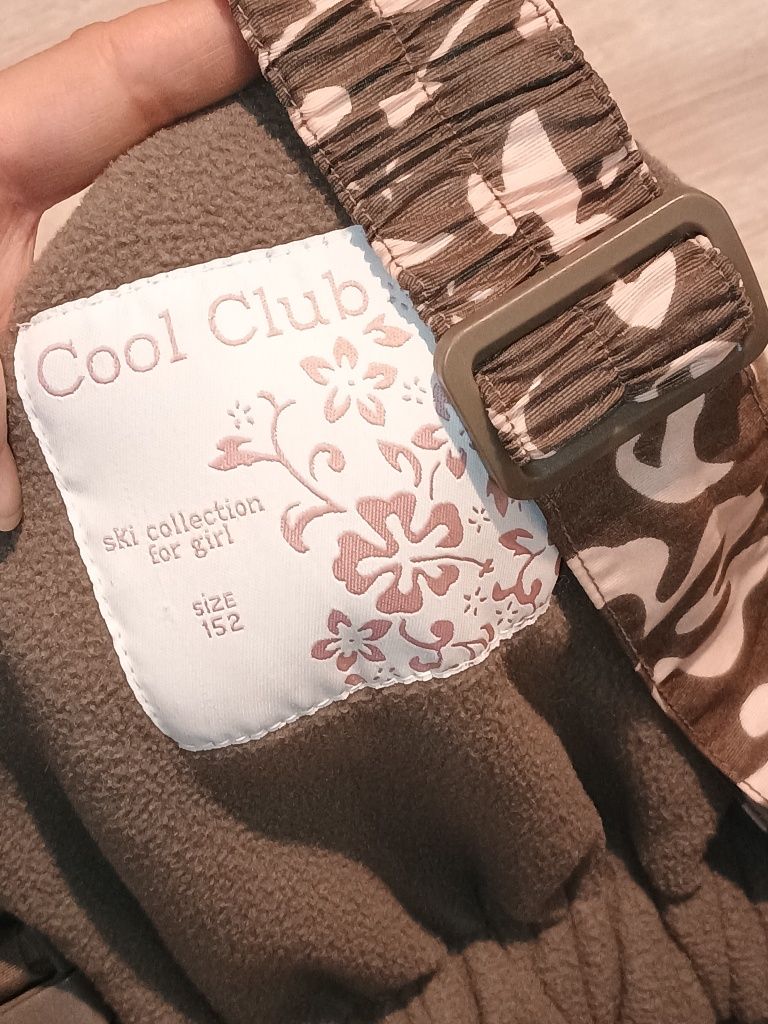 Cool Club
ski collection
for girl
SiZE
152